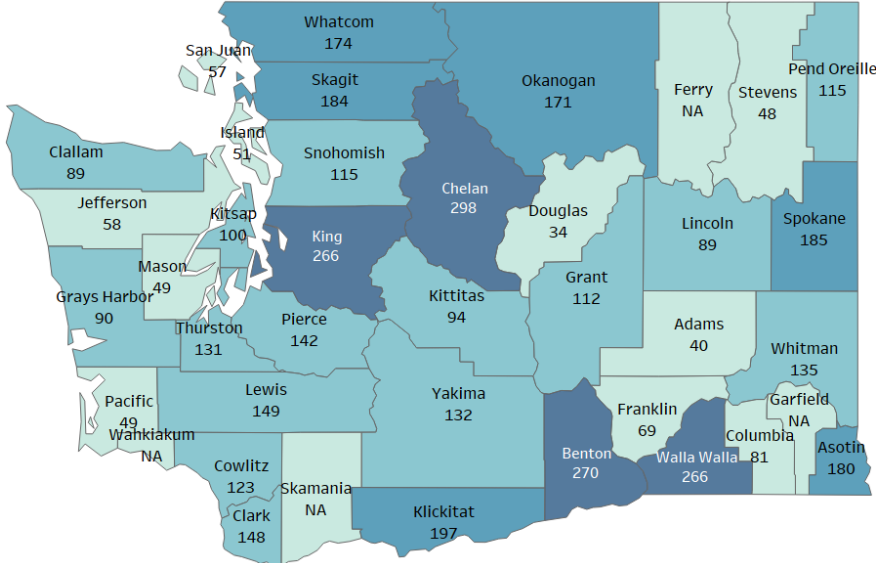 Whatcom
174
San Juan
57
Skagit
184
Okanogan
171
Ferry
NA
Stevens
48
Pend Oreille
115
Island
51
Clallam
89
Snohomish
115
Chelan
298
Jefferson
58
Kitsap
100
Douglas
34
Lincoln
89
Spokane
185
King
266
Mason
49
Grant
112
Grays Harbor
90
Kittitas
94
Thurston
131
Pierce
142
Adams
40
Whitman
135
Lewis
149
Yakima
132
Pacific
49
Franklin
69
Garfield
NA
Wahkiakum
NA
Columbia
81
Benton
270
Walla Walla
266
Asotin
180
Cowlitz
123
Skamania
NA
Clark
148
Klickitat
197